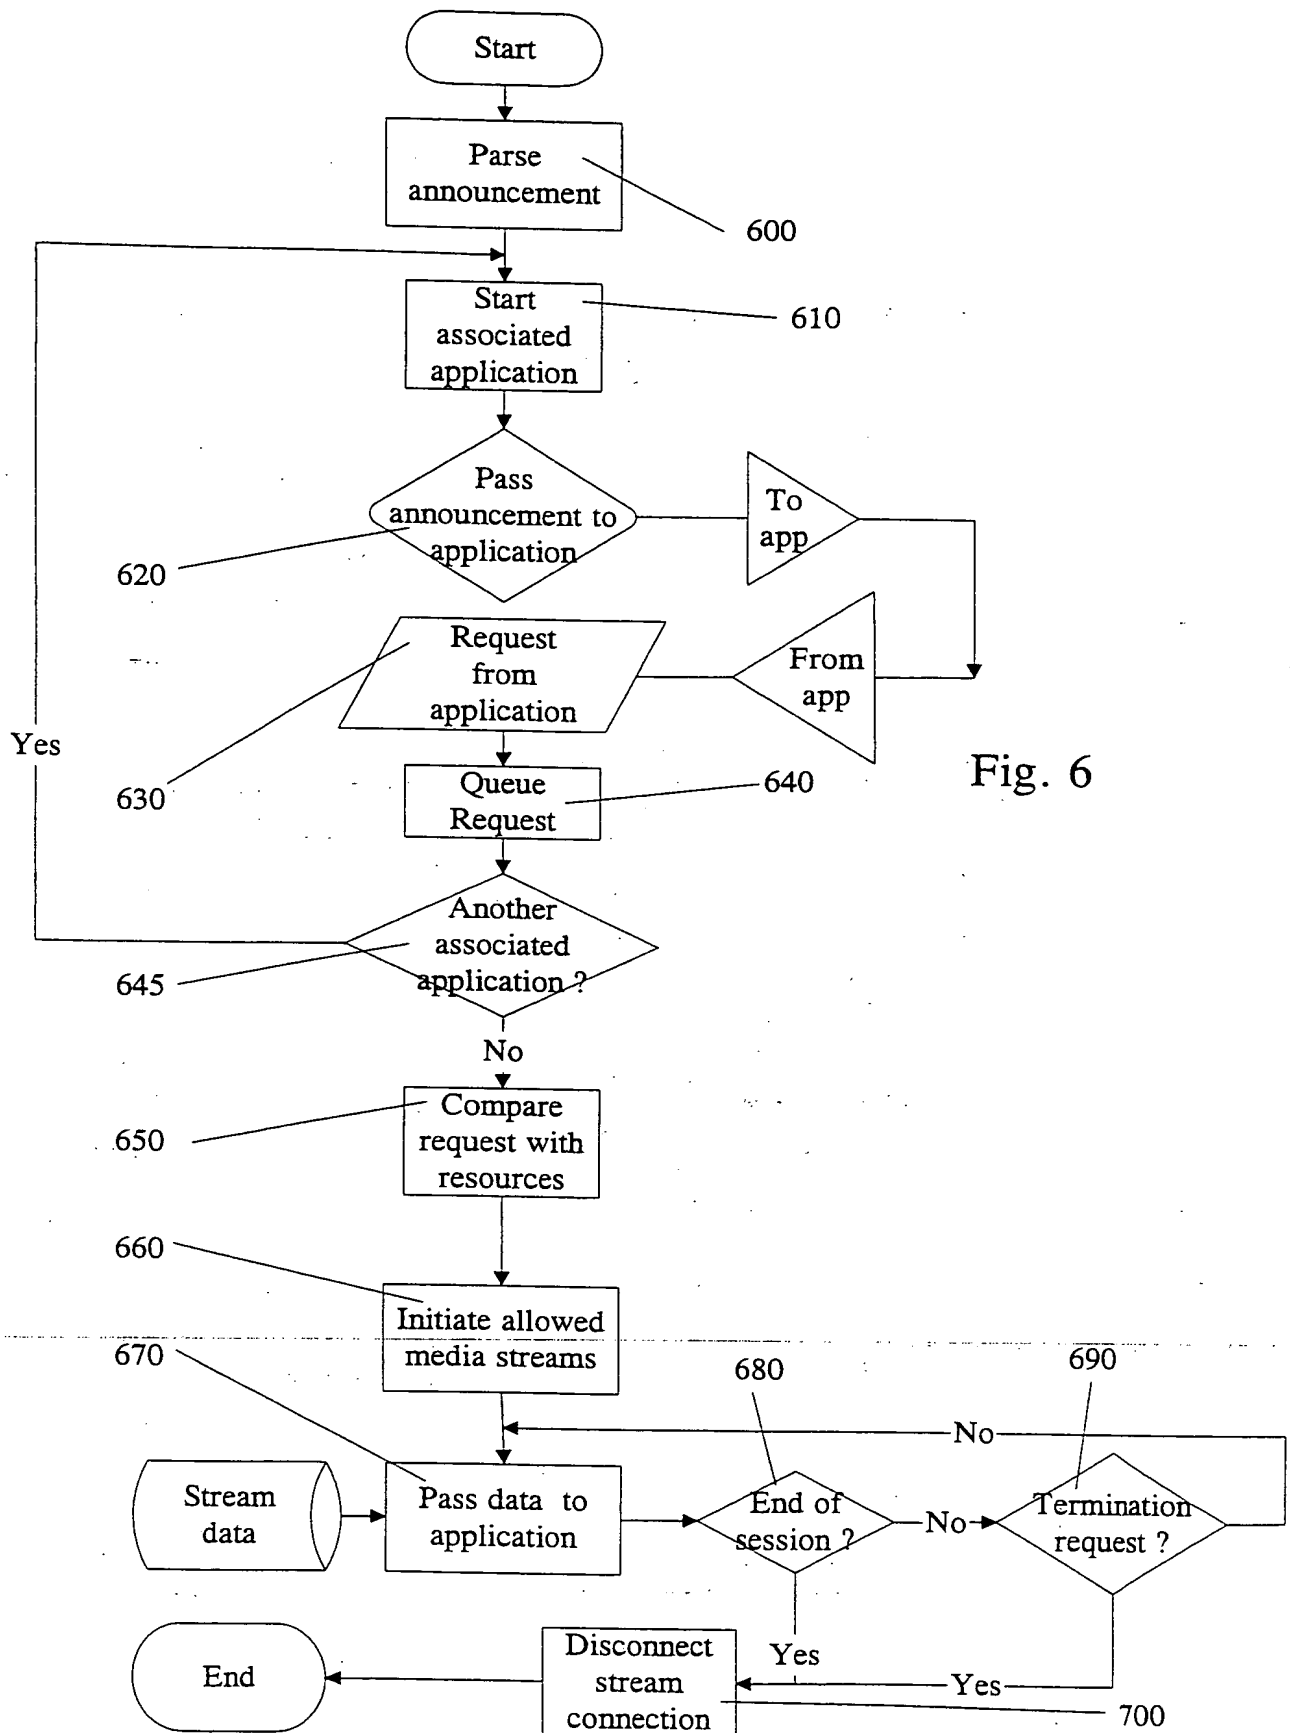 Start
Parse
announcement
600
Start
associated
application
610
Pass
announcement to
application
To
app
620
Request
from
application
From
app
Yes
630
Queue
Request
640
Fig. 6
Another
associated
application ?
645
No
Compare
request with
resources
650
660
Initiate allowed
media streams
670
680
690
No
Stream
data
Pass data to
application
End of
session ?
No
Termination
request ?
Yes
Yes
End
Disconnect
stream
connection
700